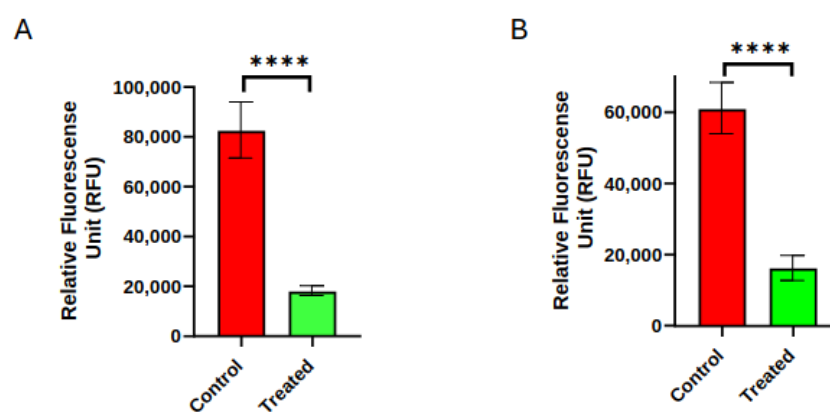 A
****
Relative Fluorescense
Unit (RFU)
100,000
80,000
60,000
40,000
20,000
0
Control
Treated
B
****
Relative Fluorescense
Unit (RFU)
60,000
40,000
20,000
0
Control
Treated